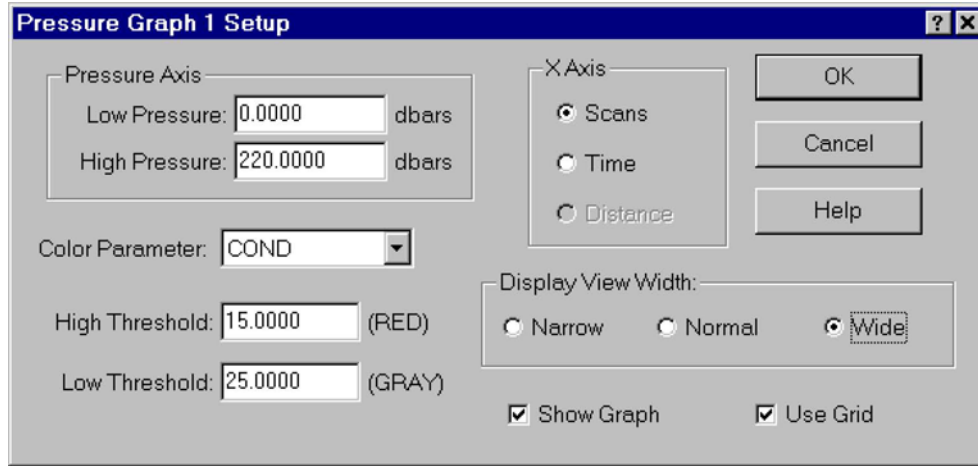 Pressure Graph 1 Setup
Pressure Axis
Low Pressure: 0.0000 dbars
High Pressure: 220.0000 dbars
Color Parameter: COND
High Threshold: 15.0000 (RED)
Low Threshold: 25.0000 (GRAY)
X Axis
Scans
Time
Distance
OK
Cancel
Help
Display View Width:
Narrow Normal Wide
Show Graph Use Grid